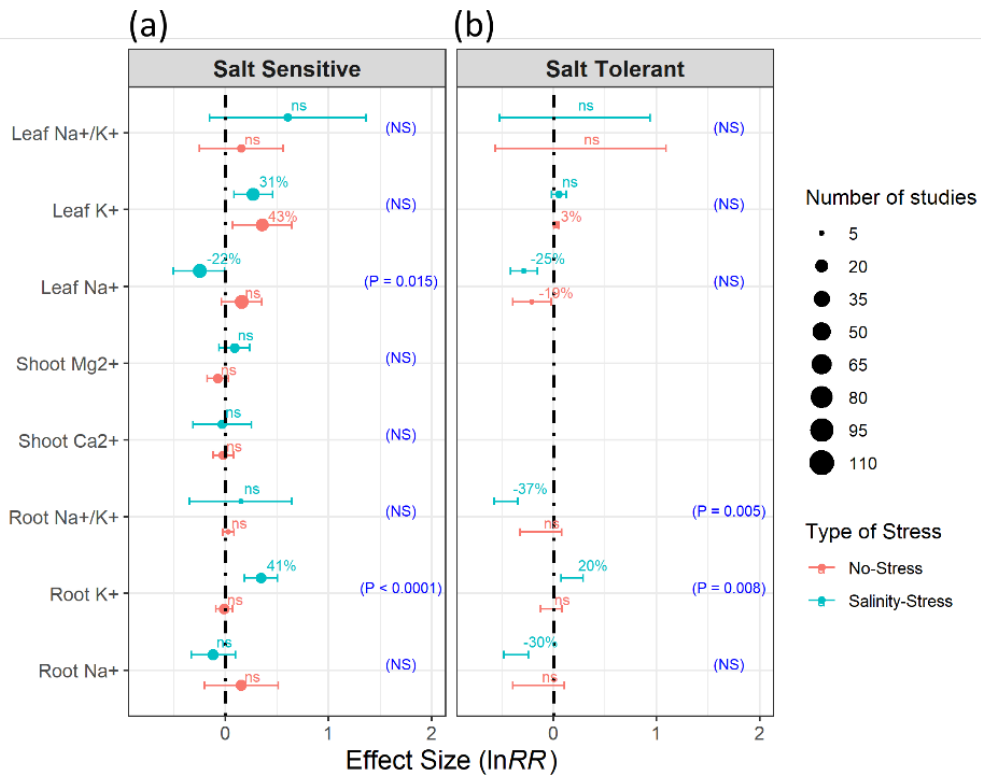 (a) (b)
Salt Sensitive Salt Tolerant
Leaf Na+/K+
ns
ns
(NS)
ns
ns
(NS)
Leaf K+
31%
43%
(NS)
ns
3%
(NS)
Leaf Na+
-22%
ns
(P = 0.015)
-25%
-19%
(NS)
Shoot Mg2+
ns
ns
(NS)
Shoot Ca2+
ns
ns
(NS)
Root Na+/K+
ns
ns
(NS)
-37%
ns
(P = 0.005)
Root K+
41%
ns
(P < 0.0001)
20%
ns
(P = 0.008)
Root Na+
ns
ns
(NS)
-30%
ns
(NS)
0 1 2 0 1 2
Effect Size (lnRR)
Number of studies
5
20
35
50
65
80
95
110
Type of Stress
No-Stress
Salinity-Stress